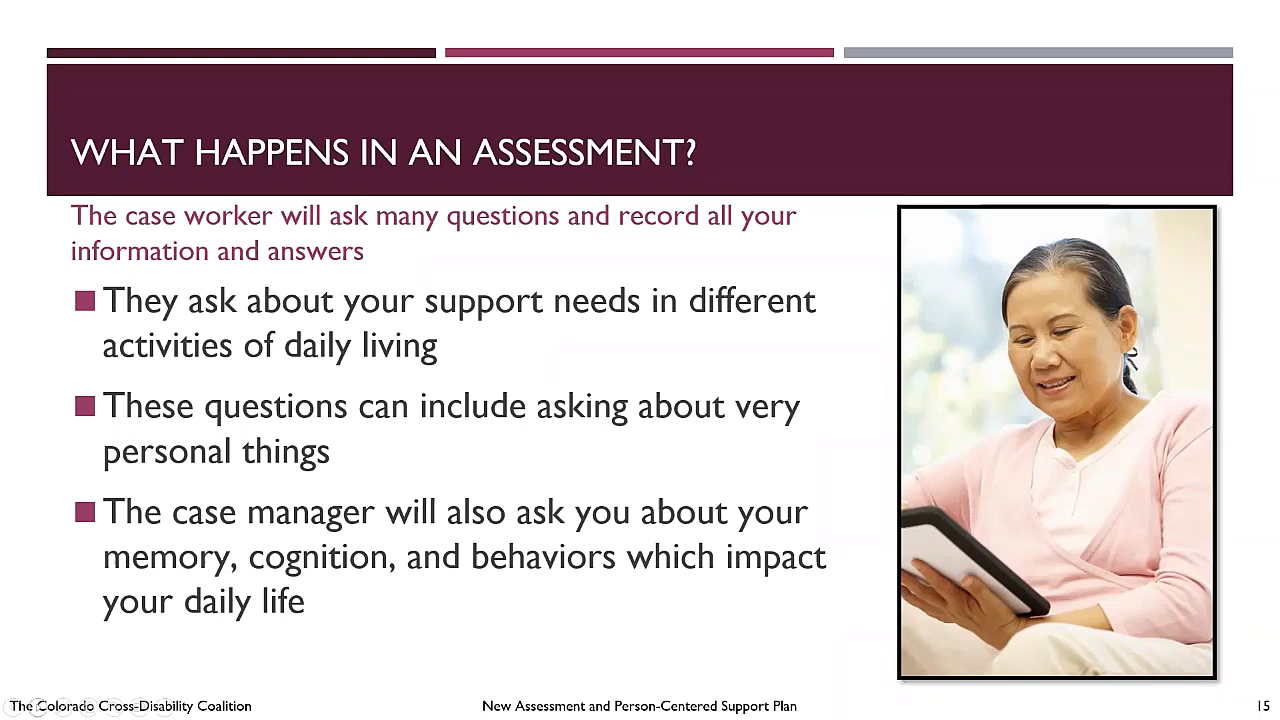 WHAT HAPPENS IN AN ASSESSMENT?
The case worker will ask many questions and record all your
information and answers
They ask about your support needs in different
activities of daily living
These questions can include asking about very
personal things
The case manager will also ask you about your
memory, cognition, and behaviors which impact
your daily life
The Colorado Cross-Disability Coalition
New Assessment and Person-Centered Support Plan
15